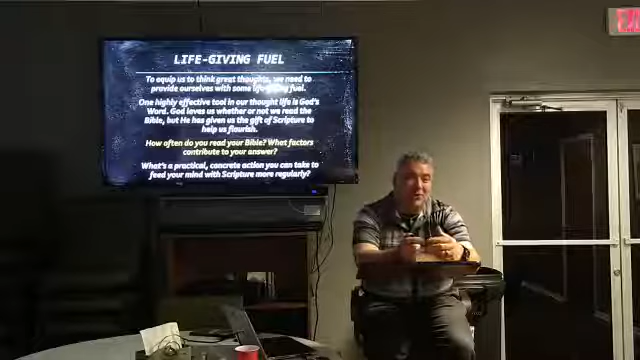 LIFE-GIVING FUEL
To equip us to think great thoughts, we need to
provide ourselves with some life-giving fuel.
One highly effective tool in our thought life is God's
Word. God loves us whether or not we read the
Bible, but He has given us the gift of Scripture to
help us flourish.
How often do you read your Bible? What factors
contribute to your answer?
What's a practical, concrete action you can take to
feed your mind with Scripture more regularly?